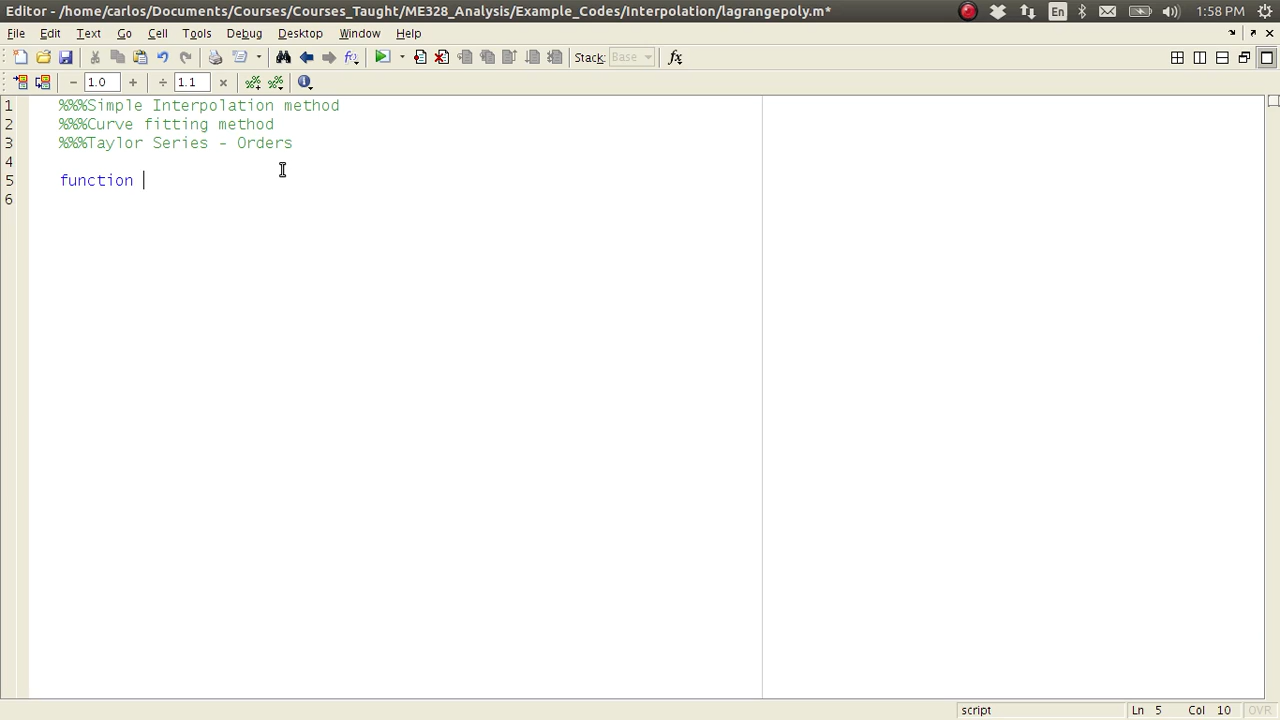 Editor - /home/carlos/Documents/Courses/Courses_Taught/ME328_Analysis/Example_Codes/Interpolation/lagrangepoly.m* En 1:58 PM
File Edit Text Go Cell Tools Debug Desktop Window Help
Stack: Base fx
- 1.0 + ÷ 1.1 ×
1 %%%Simple Interpolation method
2 %%%Curve fitting method
3 %%%Taylor Series - Orders
4
5 function
6
script Ln 5 Col 10 OVR